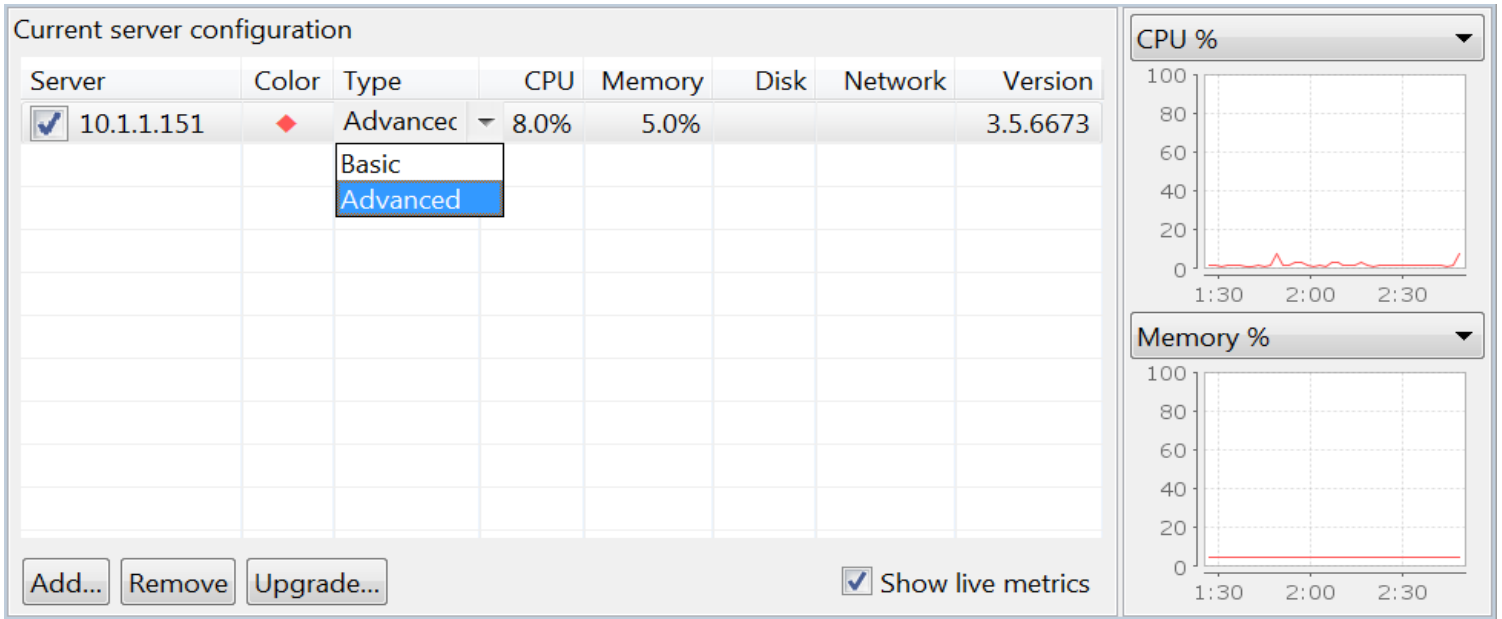 Current server configuration
Server Color Type CPU Memory Disk Network Version
10.1.1.151 Advanced 8.0% 5.0% 3.5.6673
Basic
Advanced
Add... Remove Upgrade... Show live metrics
CPU %
100
80
60
40
20
0
1:30 2:00 2:30
Memory %
100
80
60
40
20
0
1:30 2:00 2:30